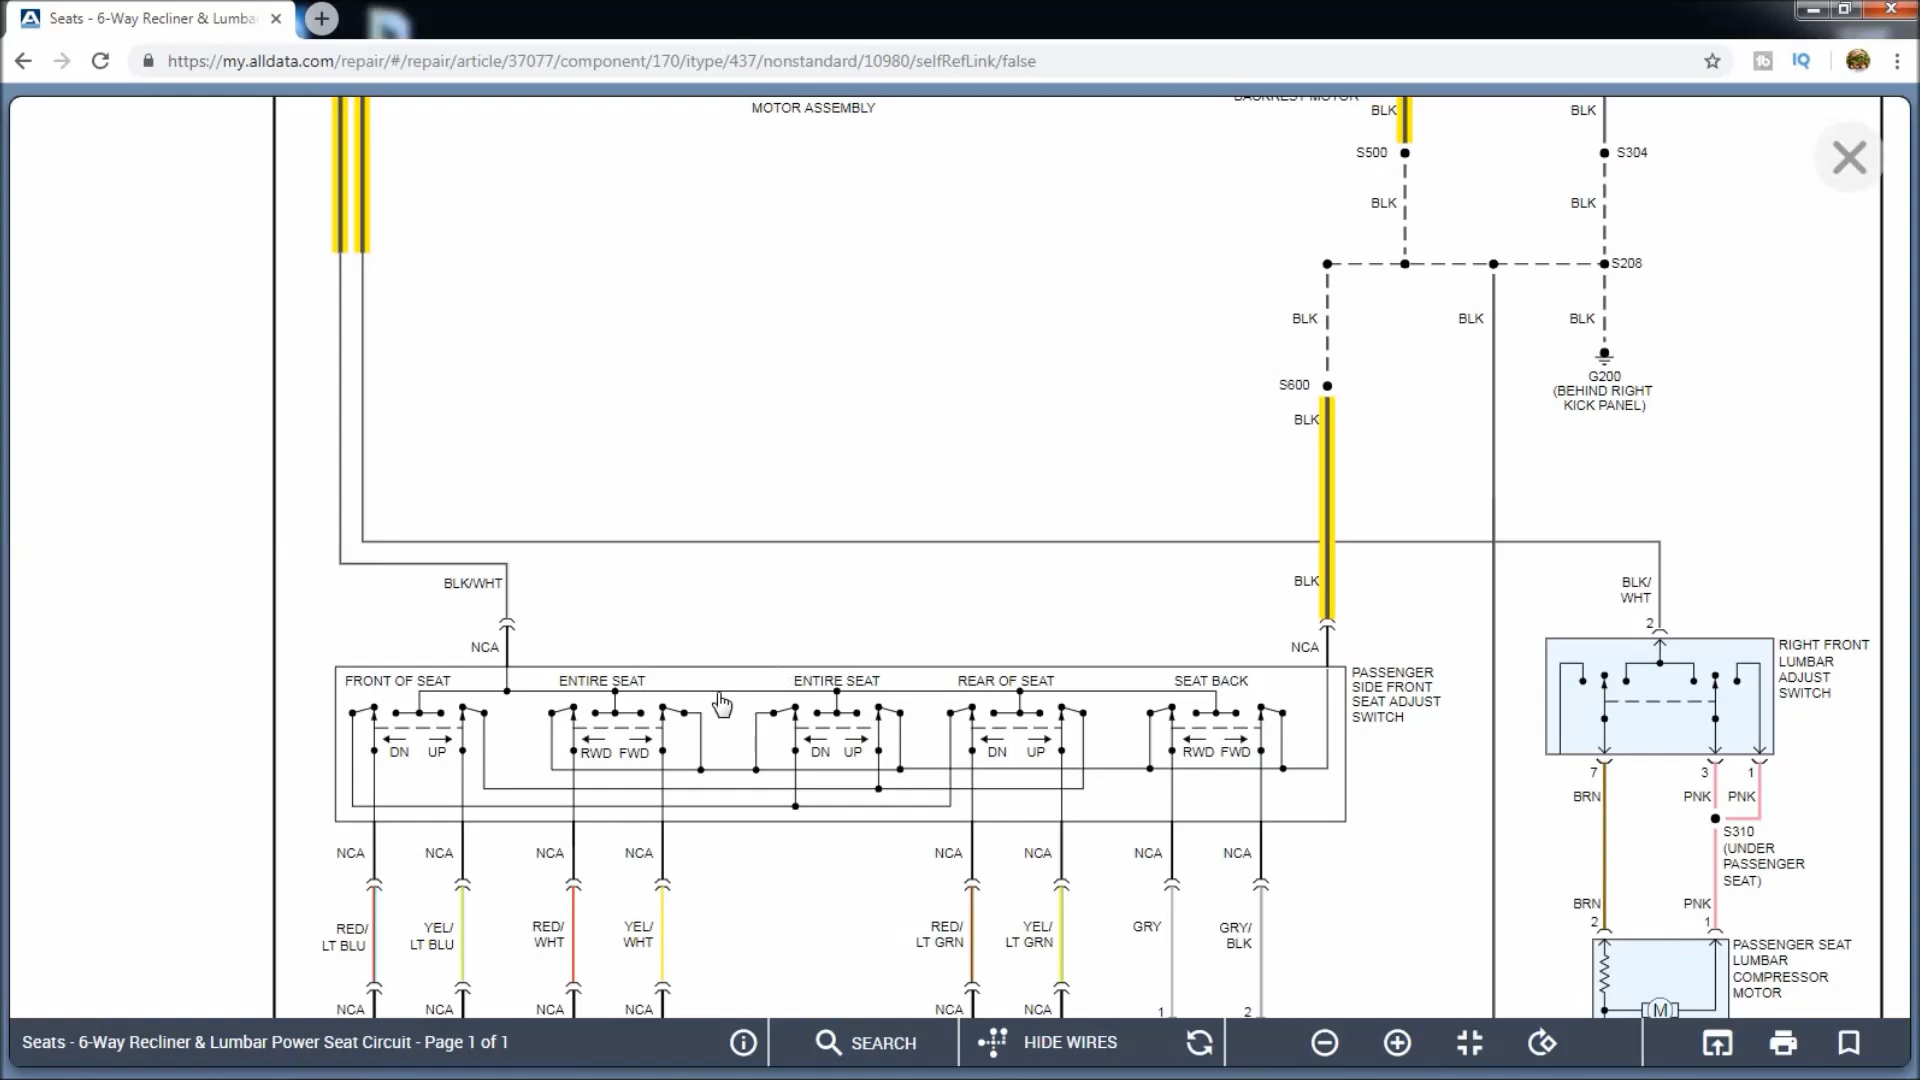 Seats - 6-Way Recliner & Lumba
https://my.alldata.com/repair/#/repair/article/37077/component/170/itype/437/nonstandard/10980/selfRefLink/false
MOTOR ASSEMBLY
BACKREST MOTOR
BLK
BLK
S500
S304
BLK
BLK
S208
BLK
BLK
BLK
G200
(BEHIND RIGHT
KICK PANEL)
S600
BLK
BLK/WHT
BLK
BLK/
WHT
2
NCA
NCA
FRONT OF SEAT
ENTIRE SEAT
ENTIRE SEAT
REAR OF SEAT
SEAT BACK
PASSENGER
SIDE FRONT
SEAT ADJUST
SWITCH
RIGHT FRONT
LUMBAR
ADJUST
SWITCH
DN UP
RWD FWD
DN UP
DN UP
RWD FWD
7
3
1
BRN
PNK
PNK
S310
(UNDER
PASSENGER
SEAT)
NCA
NCA
NCA
NCA
NCA
NCA
NCA
NCA
RED/
LT BLU
YEL/
LT BLU
RED/
WHT
YEL/
WHT
RED/
LT GRN
YEL/
LT GRN
GRY
GRY/
BLK
BRN
2
PNK
1
PASSENGER SEAT
LUMBAR
COMPRESSOR
MOTOR
M
NCA
NCA
NCA
NCA
NCA
NCA
1
2
Seats - 6-Way Recliner & Lumbar Power Seat Circuit - Page 1 of 1
SEARCH
HIDE WIRES